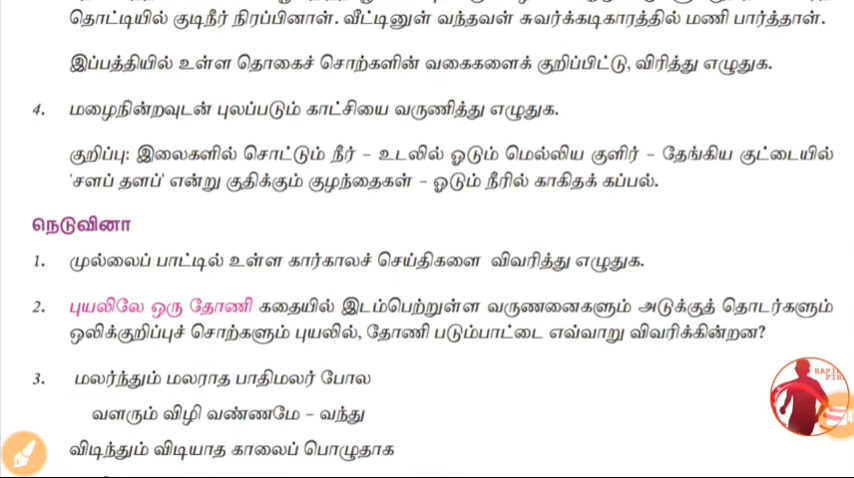 தொட்டியில் குடிநீர் நிரப்பினாள். வீட்டினுள் வந்தவள் சுவர்க்கடிகாரத்தில் மணி பார்த்தாள்.
இப்பத்தியில் உள்ள தொகைச் சொற்களின் வகைகளைக் குறிப்பிட்டு, விரித்து எழுதுக.
4. மழைநின்றவுடன் புலப்படும் காட்சியை வருணித்து எழுதுக.
குறிப்பு: இலைகளில் சொட்டும் நீர் – உடலில் ஓடும் மெல்லிய குளிர் – தேங்கிய குட்டையில்
'சளப் தளப்' என்று குதிக்கும் குழந்தைகள் – ஓடும் நீரில் காகிதக் கப்பல்.
நெடுவினா
1. முல்லைப் பாட்டில் உள்ள கார்காலச் செய்திகளை விவரித்து எழுதுக.
2. புயலிலே ஒரு தோணி கதையில் இடம்பெற்றுள்ள வருணனைகளும் அடுக்குத் தொடர்களும்
ஒலிக்குறிப்புச் சொற்களும் புயலில், தோணி படும்பாட்டை எவ்வாறு விவரிக்கின்றன?
3. மலர்ந்தும் மலராத பாதிமலர் போல
வளரும் விழி வண்ணமே – வந்து
விடிந்தும் விடியாத காலைப் பொழுதாக